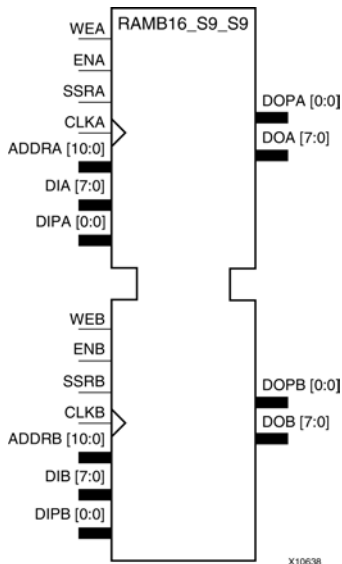 RAMB16_S9_S9
WEA
ENA
SSRA
CLKA
ADDRA [10:0]
DIA [7:0]
DIPA [0:0]
DOPA [0:0]
DOA [7:0]
WEB
ENB
SSRB
CLKB
ADDRB [10:0]
DIB [7:0]
DIPB [0:0]
DOPB [0:0]
DOB [7:0]
X10638